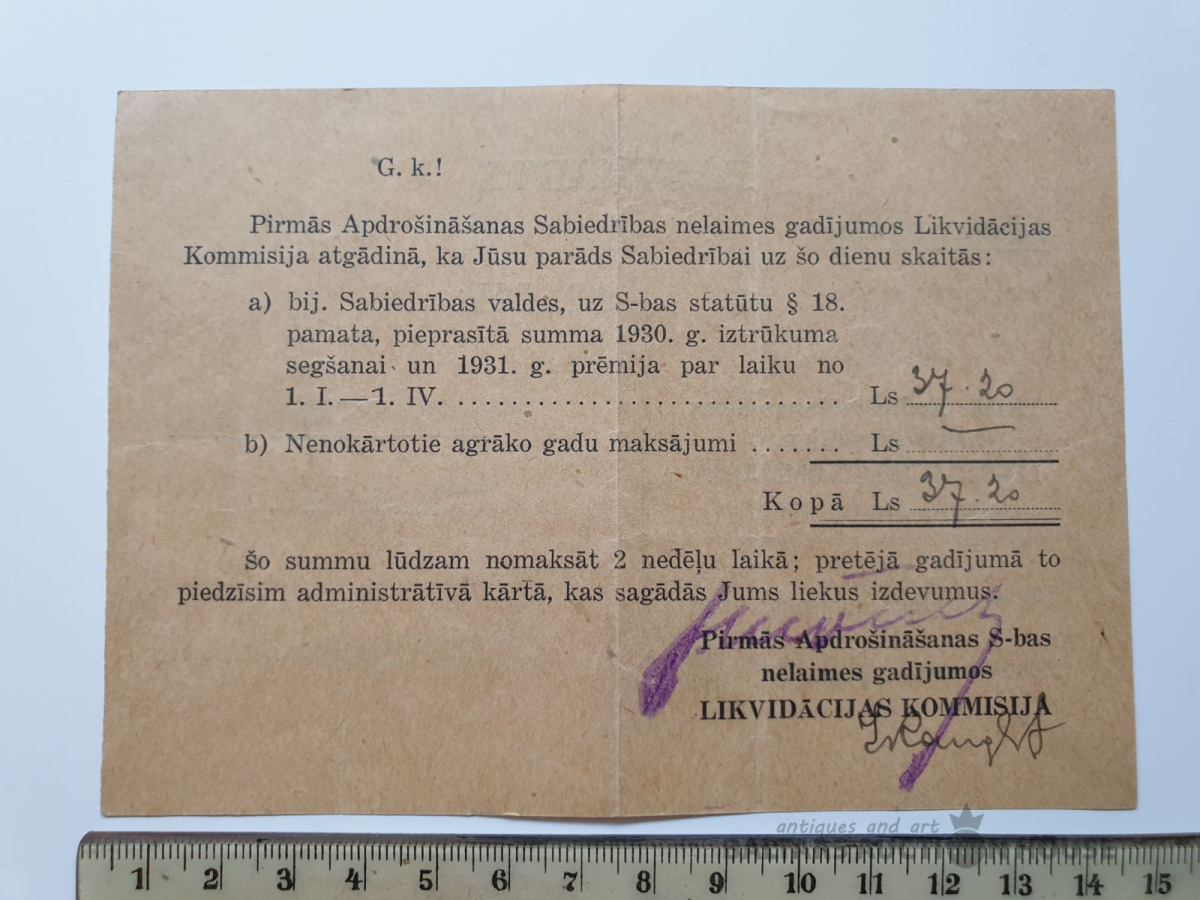 G. k.!
Pirmās Apdrošināšanas Sabiedrības nelaimes gadījumos Likvidācijas
Kommisija atgādinā, ka Jūsu parāds Sabiedrībai uz šo dienu skaitās:
a) bij. Sabiedrības valdes, uz S-bas statūtu § 18.
pamata, pieprasītā summa 1930. g. iztrūkuma
segšanai un 1931. g. prēmija par laiku no
1. I.—1. IV. .............................. Ls 37.20
b) Nenokārtotie agrāko gadu maksājumi ....... Ls
Kopā Ls 37.20
Šo summu lūdzam nomaksāt 2 nedēļu laikā; pretējā gadījumā to
piedzīsim administrātīvā kārtā, kas sagādās Jums liekus izdevumus.
Pirmās Apdrošināšanas S-bas
nelaimes gadījumos
LIKVIDĀCIJAS KOMMISIJA
antiques and art
1 2 3 4 5 6 7 8 9 10 11 12 13 14 15